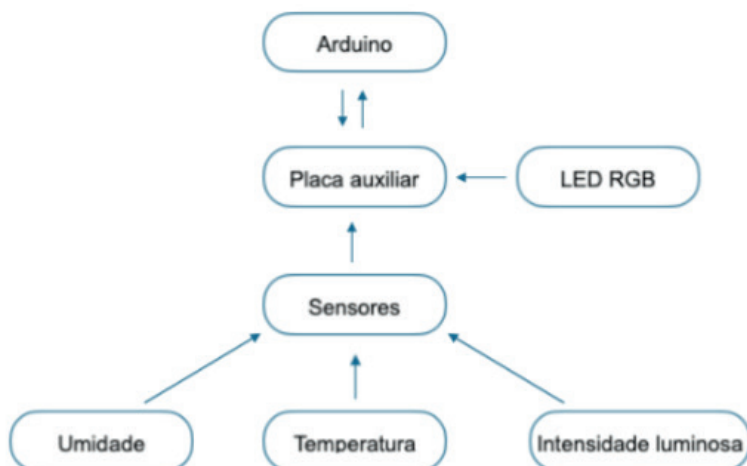 Arduino
Placa auxiliar
LED RGB
Sensores
Umidade
Temperatura
Intensidade luminosa